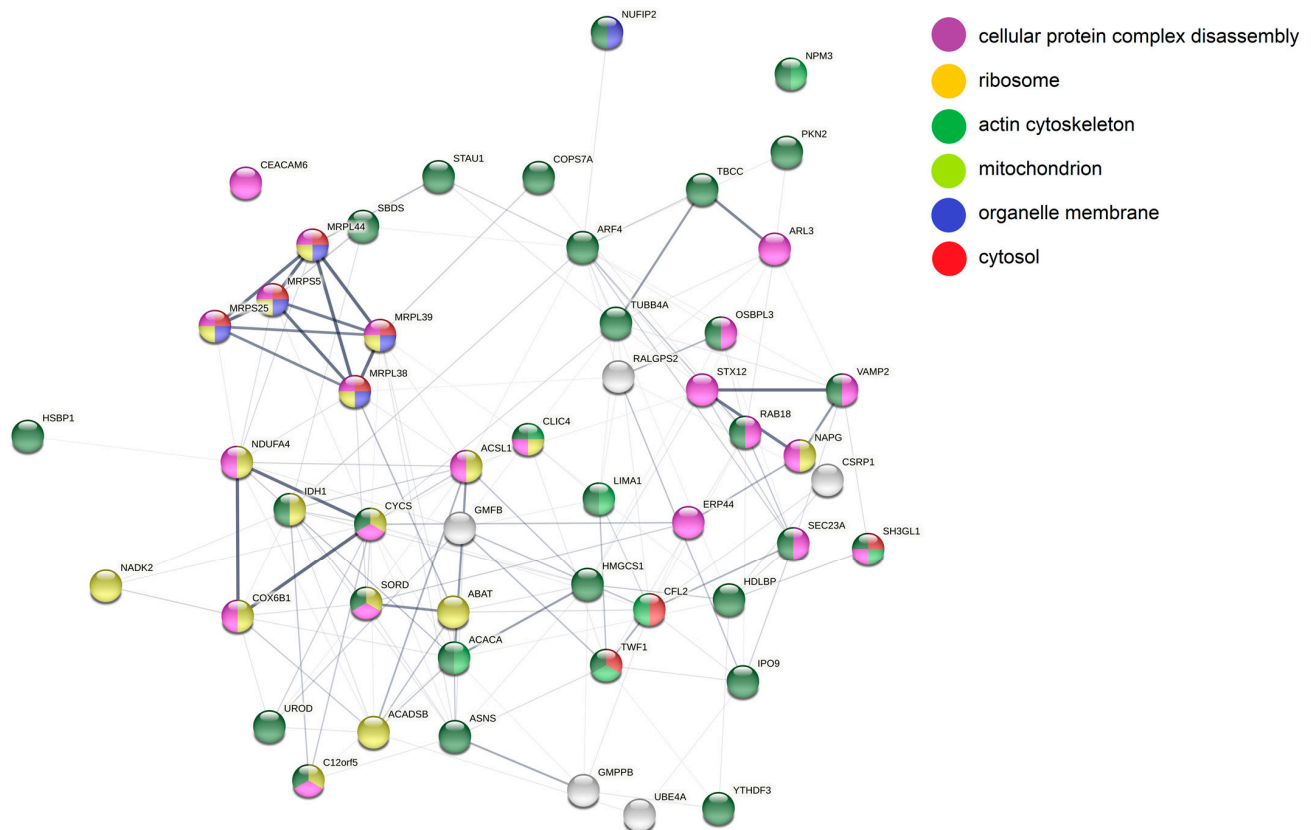 NUFIP2
cellular protein complex disassembly
NPM3
ribosome
actin cytoskeleton
PKN2
mitochondrion
STAU1
COPS7A
CEACAM6
TBCC
organelle membrane
SBDS
MRPL44
ARF4
ARL3
cytosol
MRPS5
MRPS25
MRPL39
TUBB4A
OSBPL3
RALGPS2
MRPL38
STX12
VAMP2
HSBP1
CLIC4
RAB18
NDUFA4
ACSL1
NAPG
CSRP1
IDH1
CYCS
GMFB
LIMA1
ERP44
SEC23A
SH3GL1
NADK2
HMGCS1
COX6B1
SORD
ABAT
CFL2
HDLBP
ACACA
TWF1
IPO9
UROD
ACADSB
ASNS
C12orf5
GMPPB
UBE4A
YTHDF3